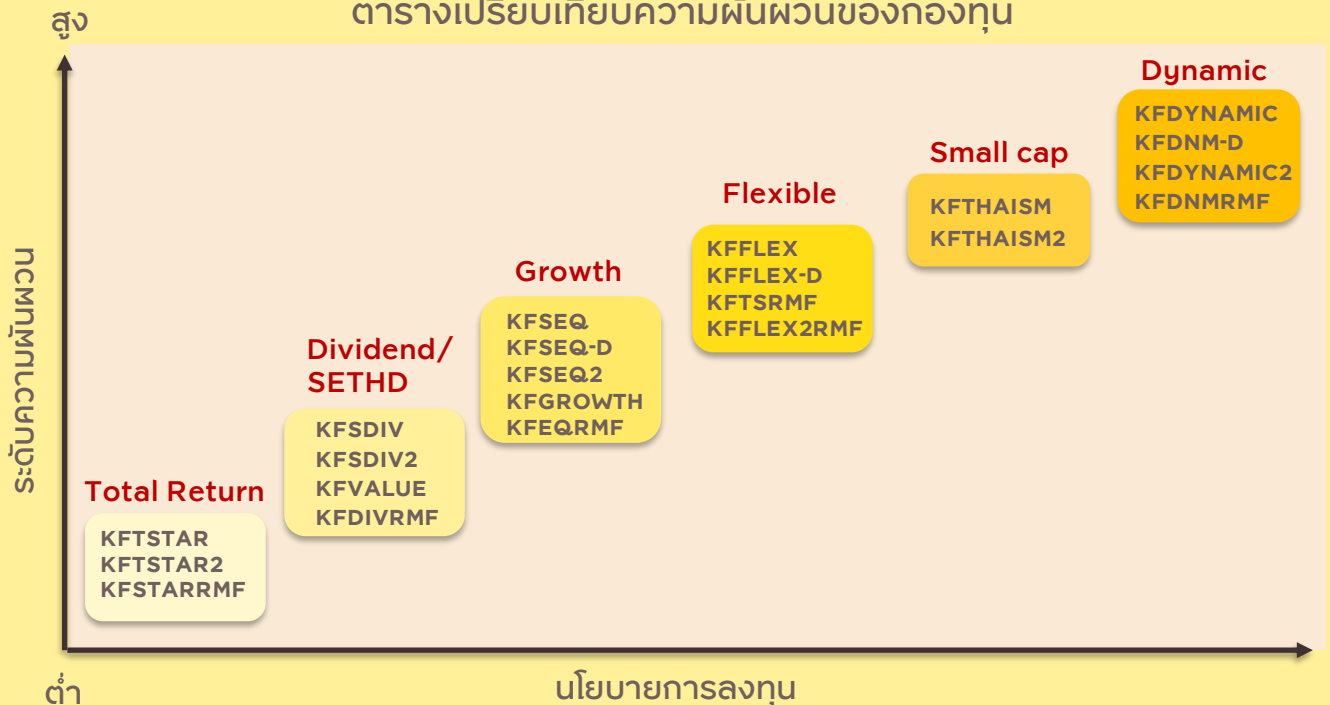 ตารางเปรียบเทียบความผันผวนของกองทุน
สูง
Dynamic
KFDYNAMIC
KFDNM-D
KFDYNAMIC2
KFDNMRMF
Small cap
KFTHAISM
KFTHAISM2
Flexible
KFFLEX
KFFLEX-D
KFTSRMF
KFFLEX2RMF
Growth
KFSEQ
KFSEQ-D
KFSEQ2
KFGROWTH
KFEQRMF
Dividend/
SETHD
KFSDIV
KFSDIV2
KFVALUE
KFDIVRMF
Total Return
KFTSTAR
KFTSTAR2
KFSTARRMF
ระดับความผันผวน
ต่ำ
นโยบายการลงทุน